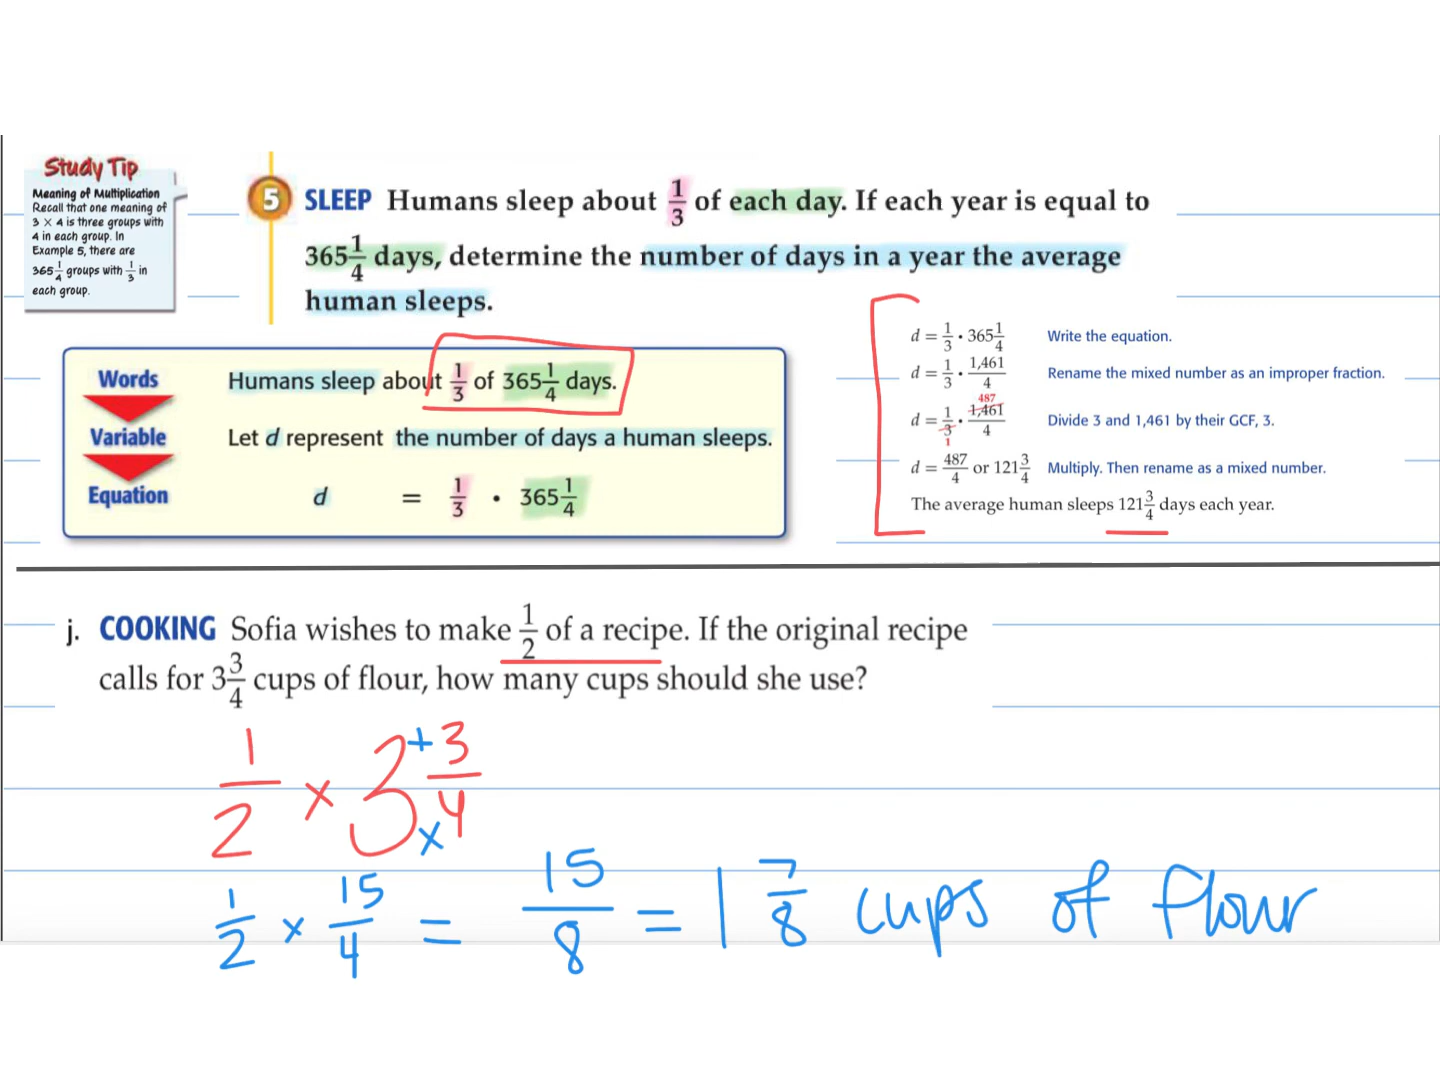 Study Tip
Meaning of Multiplication
Recall that one meaning of
3 × 4 is three groups with
4 in each group. In
Example 5, there are
365 1/4 groups with 1/3 in
each group.
5 SLEEP Humans sleep about 1/3 of each day. If each year is equal to
365 1/4 days, determine the number of days in a year the average
human sleeps.
Words Humans sleep about 1/3 of 365 1/4 days.
Variable Let d represent the number of days a human sleeps.
Equation d = 1/3 · 365 1/4
d = 1/3 · 365 1/4 Write the equation.
d = 1/3 · 1,461/4 Rename the mixed number as an improper fraction.
487
d = 1/3 · 1,461/4 Divide 3 and 1,461 by their GCF, 3.
1
d = 487/4 or 121 3/4 Multiply. Then rename as a mixed number.
The average human sleeps 121 3/4 days each year.
j. COOKING Sofia wishes to make 1/2 of a recipe. If the original recipe
calls for 3 3/4 cups of flour, how many cups should she use?
1/2 × 3 + 3/4 ×
1/2 × 15/4 = 15/8 = 1 7/8 cups of flour